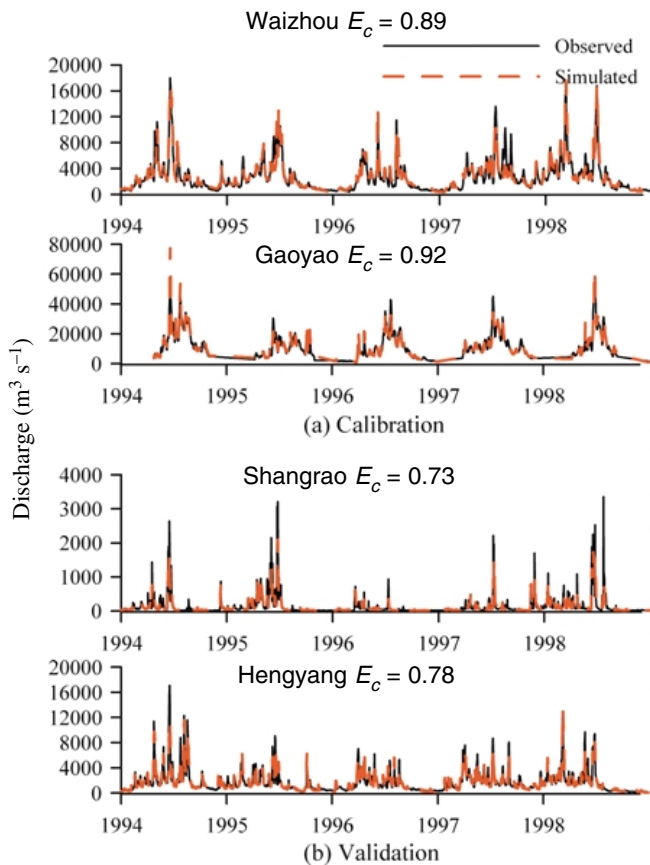 Waizhou E_c = 0.89
Observed
Simulated
20000
16000
12000
8000
4000
0
1994 1995 1996 1997 1998
Gaoyao E_c = 0.92
80000
60000
40000
20000
0
1994 1995 1996 1997 1998
(a) Calibration
Discharge (m³ s⁻¹)
Shangrao E_c = 0.73
4000
3000
2000
1000
0
1994 1995 1996 1997 1998
Hengyang E_c = 0.78
20000
16000
12000
8000
4000
0
1994 1995 1996 1997 1998
(b) Validation